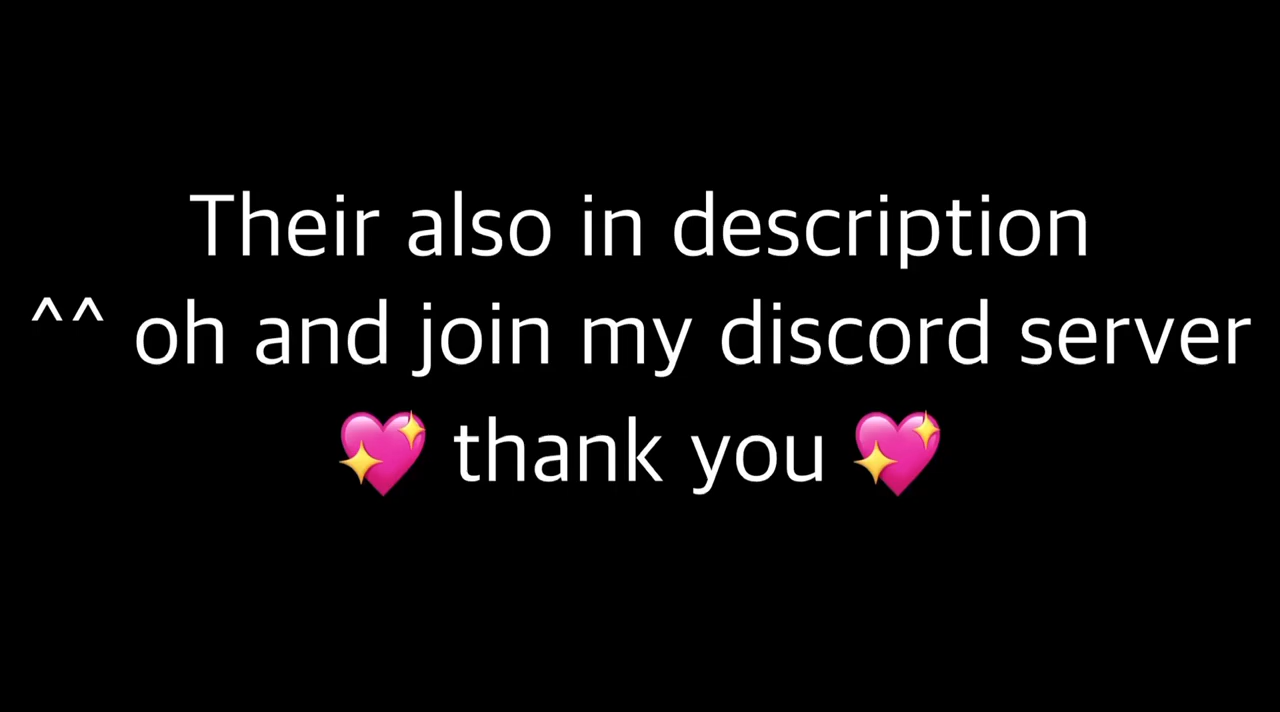 Their also in description
^^ oh and join my discord server
💖 thank you 💖